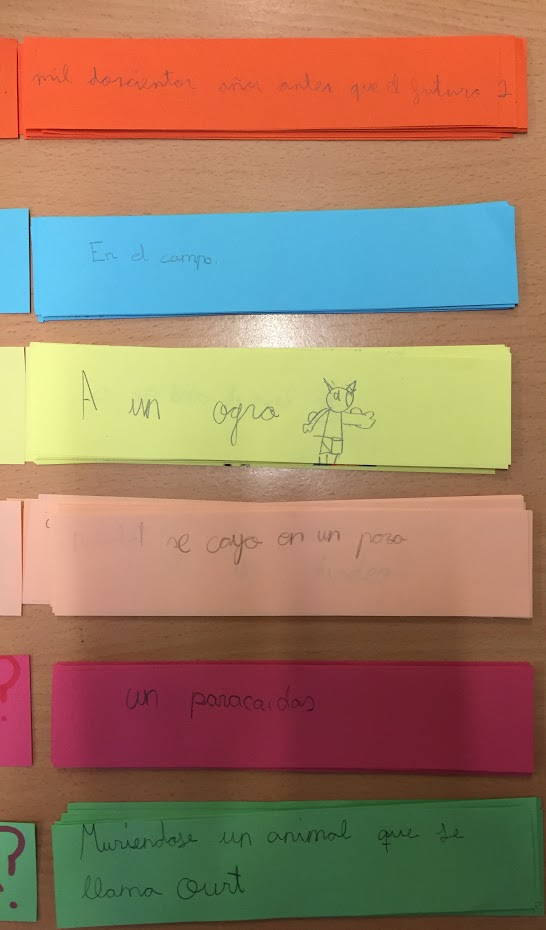 mil doscientos años antes que el futuro 2
En el campo.
A un ogro
se cayo en un pozo
un paracaidas
Muriendose un animal que se
llama Ourt
?
?